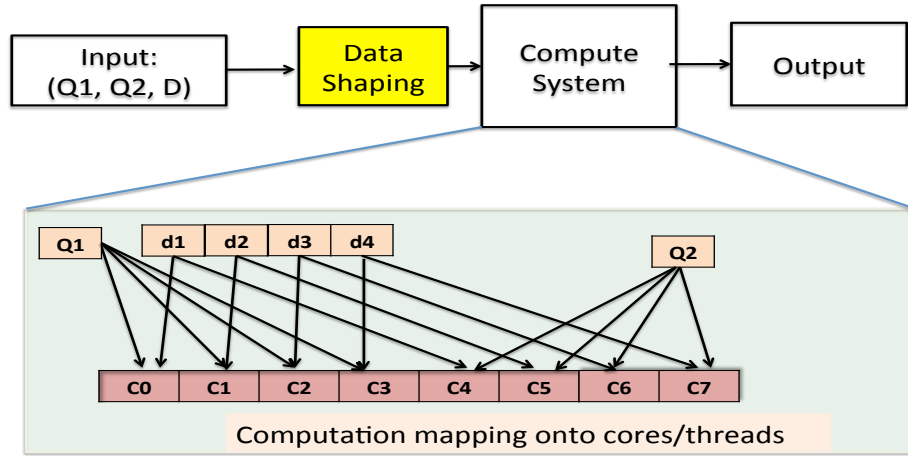 Input:
(Q1, Q2, D)
Data
Shaping
Compute
System
Output
Q1
d1 d2 d3 d4
Q2
C0 C1 C2 C3 C4 C5 C6 C7
Computation mapping onto cores/threads